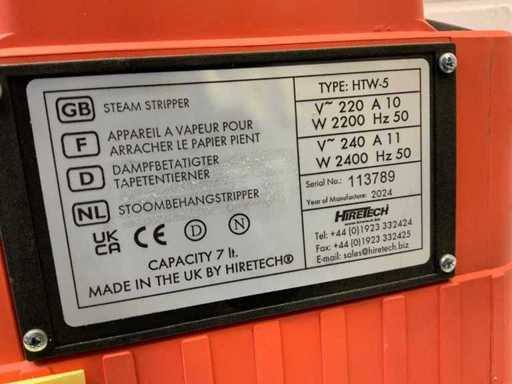 GB STEAM STRIPPER
F APPAREIL A VAPEUR POUR
ARRACHER LE PAPIER PIENT
D DAMPFBETATIGTER
TAPETENTIERNER
NL STOOMBEHANGSTRIPPER
UK
CA CE D N
CAPACITY 7 lt.
MADE IN THE UK BY HIRETECH®
TYPE: HTW-5
V~ 220 A 10
W 2200 Hz 50
V~ 240 A 11
W 2400 Hz 50
Serial No.: 113789
Year of Manufacture: 2024
HIRETECH
Tel: +44 (0)1923 332424
Fax: +44 (0)1923 332425
E-mail: sales@hiretech.biz